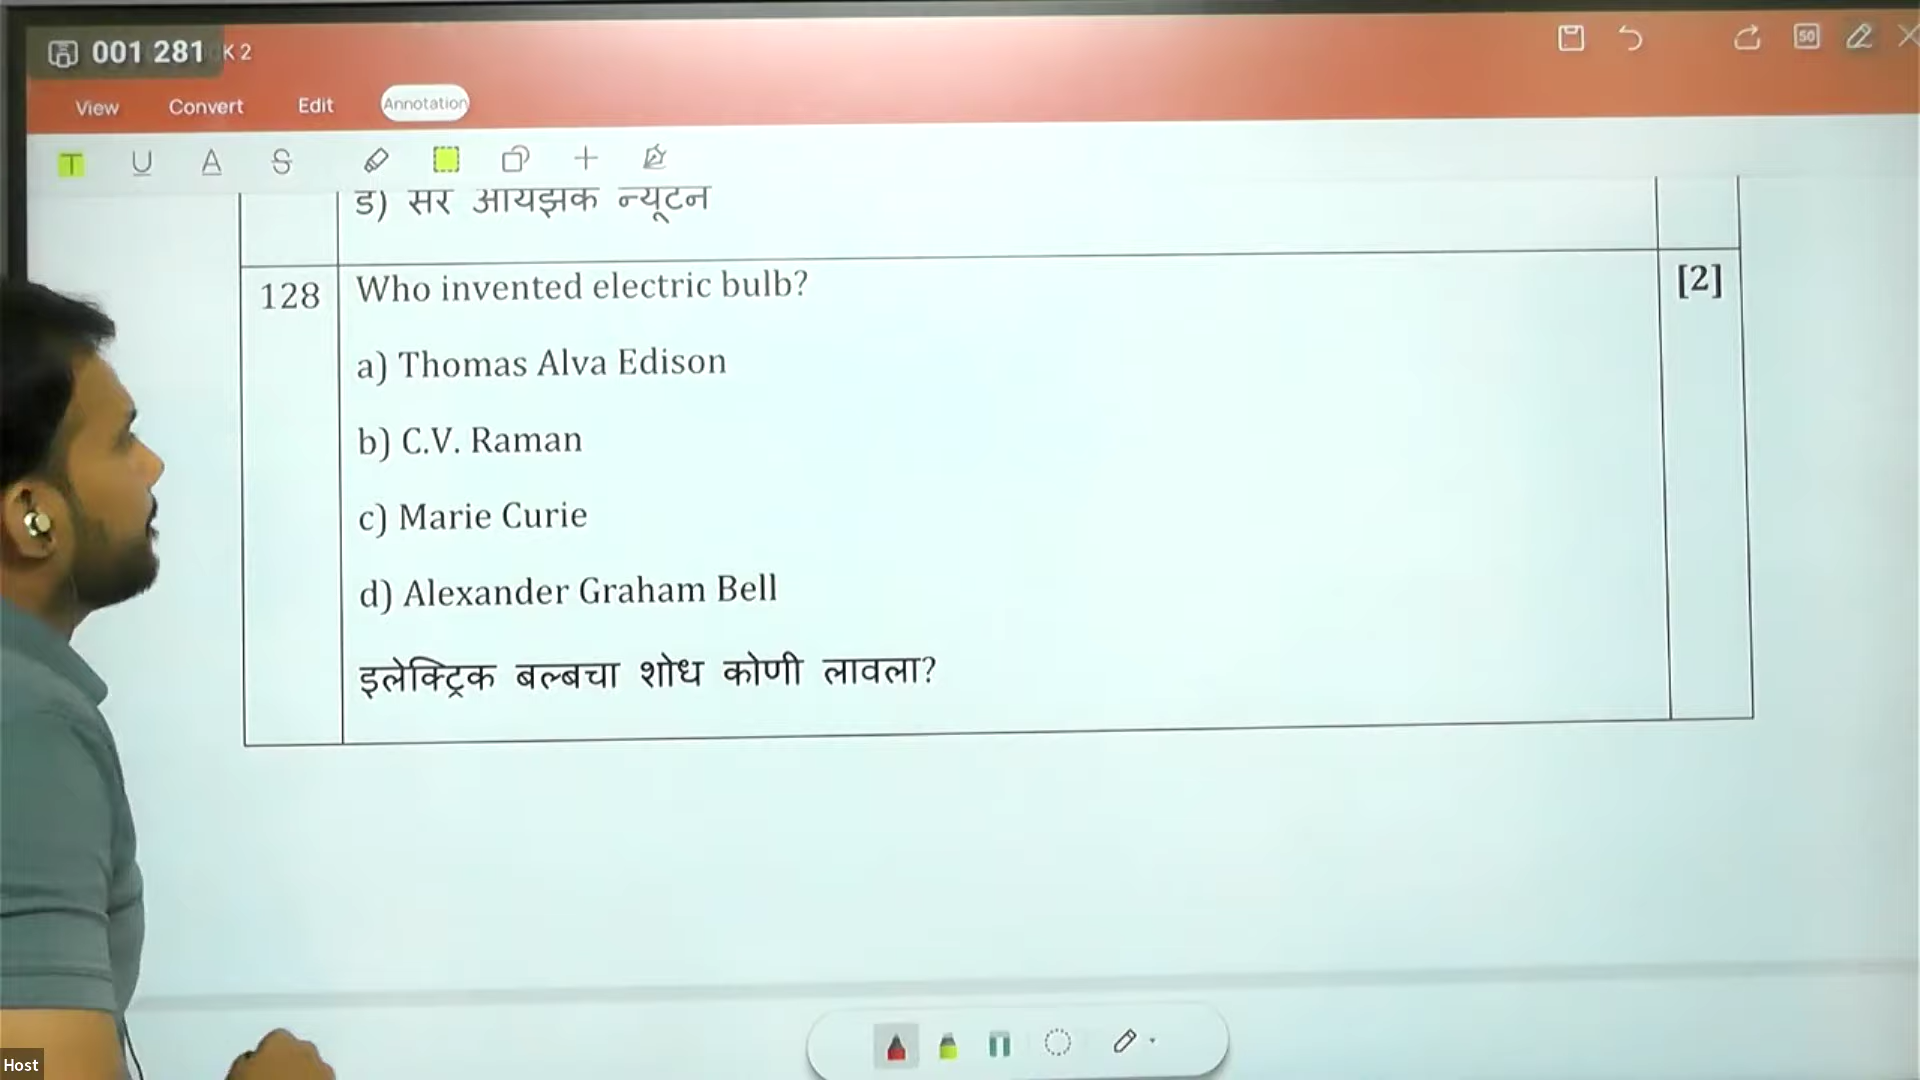 001 281 K 2
50
View Convert Edit Annotation
T U A S
ड) सर आयझक न्यूटन
128 Who invented electric bulb? [2]
a) Thomas Alva Edison
b) C.V. Raman
c) Marie Curie
d) Alexander Graham Bell
इलेक्ट्रिक बल्बचा शोध कोणी लावला?
Host